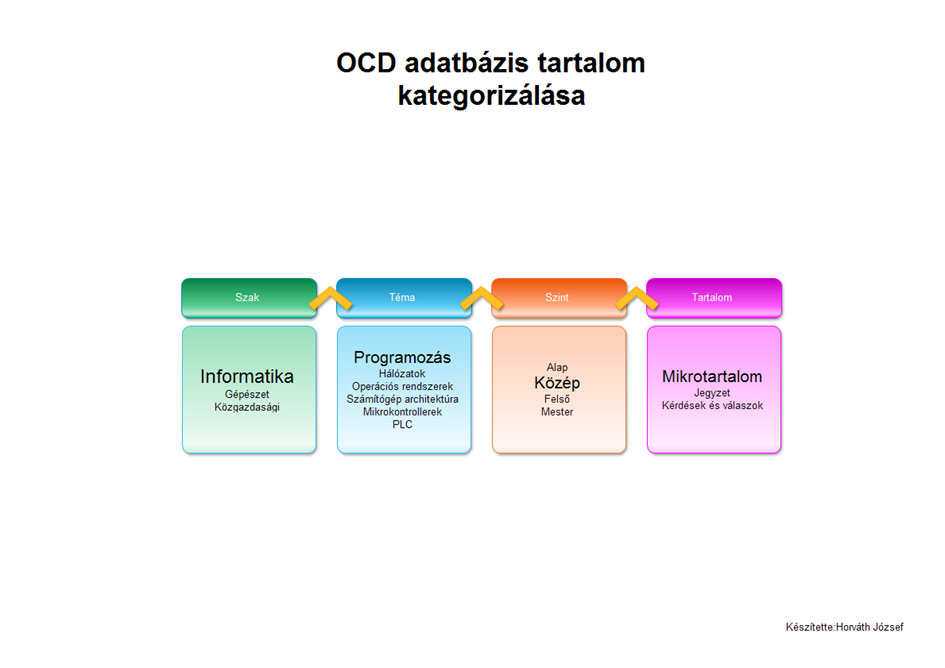 OCD adatbázis tartalom
kategorizálása
Szak
Téma
Szint
Tartalom
Informatika
Gépészet
Közgazdasági
Programozás
Hálózatok
Operációs rendszerek
Számítógép architektúra
Mikrokontrollerek
PLC
Alap
Közép
Felső
Mester
Mikrotartalom
Jegyzet
Kérdések és válaszok
Készítette:Horváth József